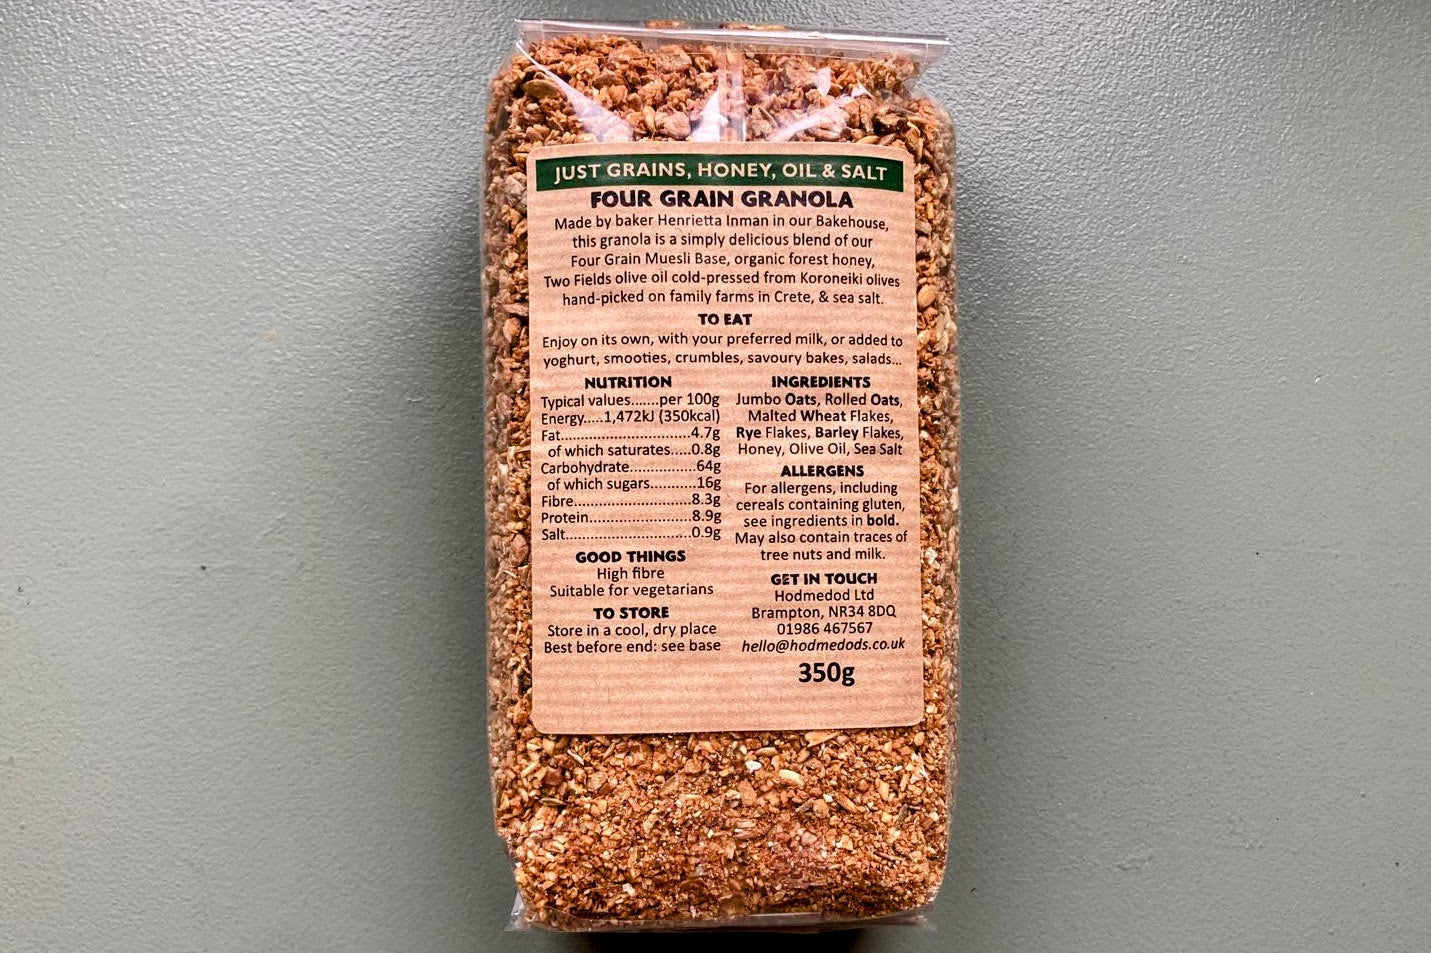 JUST GRAINS, HONEY, OIL & SALT
FOUR GRAIN GRANOLA
Made by baker Henrietta Inman in our Bakehouse,
this granola is a simply delicious blend of our
Four Grain Muesli Base, organic forest honey,
Two Fields olive oil cold-pressed from Koroneiki olives
hand-picked on family farms in Crete, & sea salt.
TO EAT
Enjoy on its own, with your preferred milk, or added to
yoghurt, smooties, crumbles, savoury bakes, salads...
NUTRITION
Typical values.......per 100g
Energy.....1,472kJ (350kcal)
Fat.............................4.7g
of which saturates.....0.8g
Carbohydrate...............64g
of which sugars..........16g
Fibre...........................8.3g
Protein.......................8.9g
Salt............................0.9g
GOOD THINGS
High fibre
Suitable for vegetarians
TO STORE
Store in a cool, dry place
Best before end: see base
INGREDIENTS
Jumbo Oats, Rolled Oats,
Malted Wheat Flakes,
Rye Flakes, Barley Flakes,
Honey, Olive Oil, Sea Salt
ALLERGENS
For allergens, including
cereals containing gluten,
see ingredients in bold.
May also contain traces of
tree nuts and milk.
GET IN TOUCH
Hodmedod Ltd
Brampton, NR34 8DQ
01986 467567
hello@hodmedods.co.uk
350g